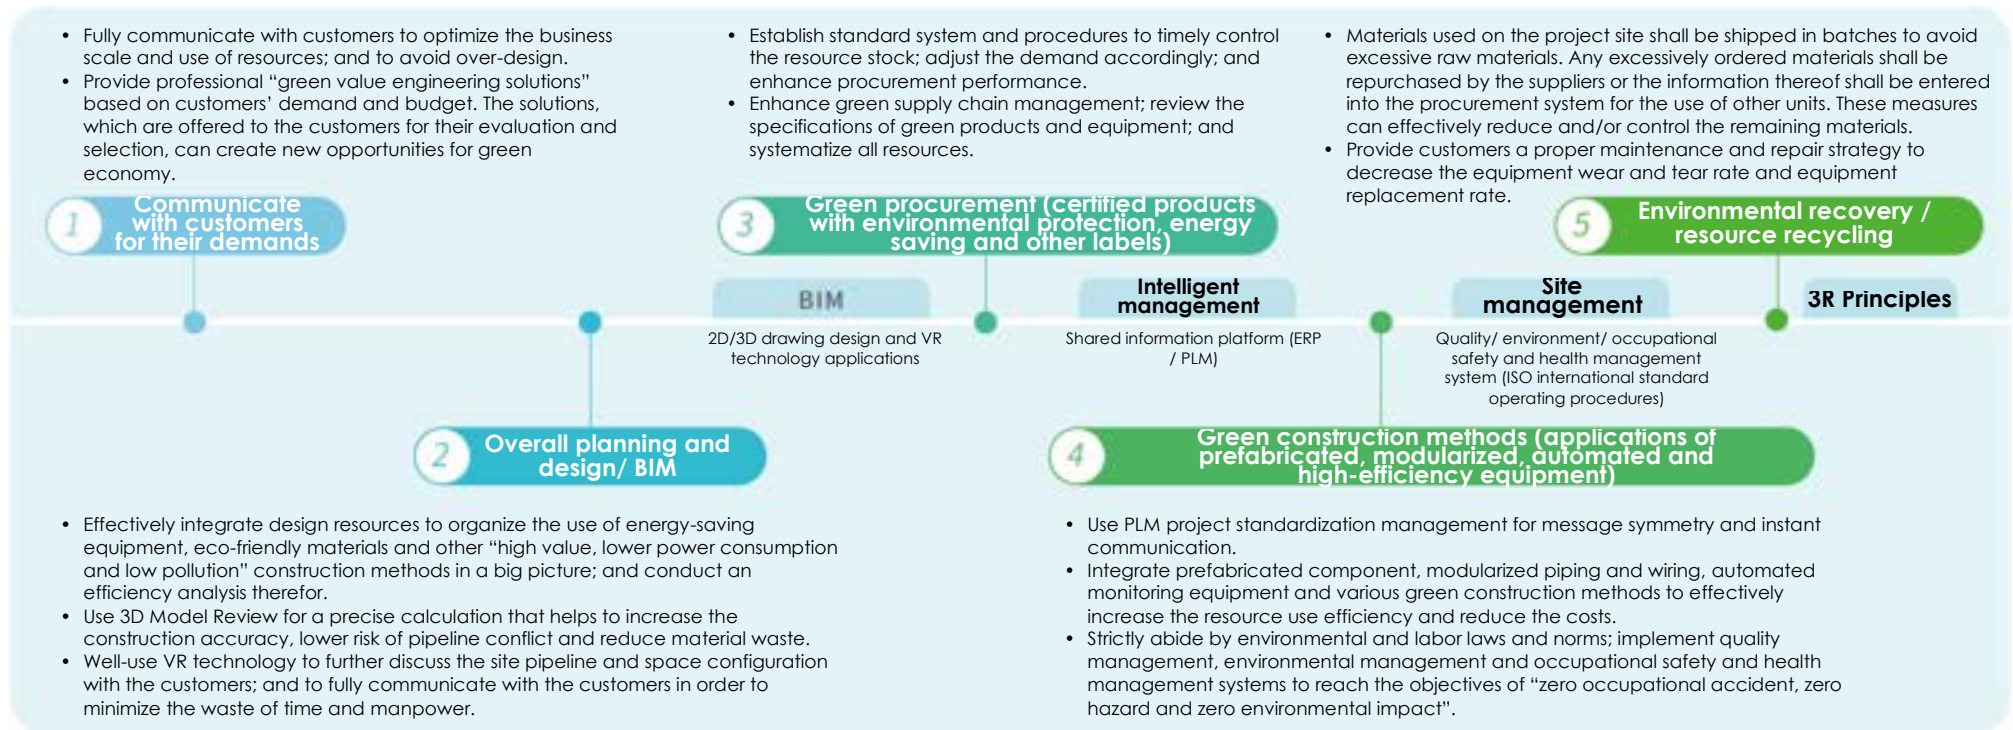 • Fully communicate with customers to optimize the business
scale and use of resources; and to avoid over-design.
• Provide professional “green value engineering solutions”
based on customers’ demand and budget. The solutions,
which are offered to the customers for their evaluation and
selection, can create new opportunities for green
economy.
1
Communicate
with customers
for their demands
• Establish standard system and procedures to timely control
the resource stock; adjust the demand accordingly; and
enhance procurement performance.
• Enhance green supply chain management; review the
specifications of green products and equipment; and
systematize all resources.
3
Green procurement (certified products
with environmental protection, energy
saving and other labels)
• Materials used on the project site shall be shipped in batches to avoid
excessive raw materials. Any excessively ordered materials shall be
repurchased by the suppliers or the information thereof shall be entered
into the procurement system for the use of other units. These measures
can effectively reduce and/or control the remaining materials.
• Provide customers a proper maintenance and repair strategy to
decrease the equipment wear and tear rate and equipment
replacement rate.
5
Environmental recovery /
resource recycling
BIM
2D/3D drawing design and VR
technology applications
Intelligent
management
Shared information platform (ERP
/ PLM)
Site
management
Quality/ environment/ occupational
safety and health management
system (ISO international standard
operating procedures)
3R Principles
2
Overall planning and
design/ BIM
• Effectively integrate design resources to organize the use of energy-saving
equipment, eco-friendly materials and other “high value, lower power consumption
and low pollution” construction methods in a big picture; and conduct an
efficiency analysis therefor.
• Use 3D Model Review for a precise calculation that helps to increase the
construction accuracy, lower risk of pipeline conflict and reduce material waste.
• Well-use VR technology to further discuss the site pipeline and space configuration
with the customers; and to fully communicate with the customers in order to
minimize the waste of time and manpower.
4
Green construction methods (applications of
prefabricated, modularized, automated and
high-efficiency equipment)
• Use PLM project standardization management for message symmetry and instant
communication.
• Integrate prefabricated component, modularized piping and wiring, automated
monitoring equipment and various green construction methods to effectively
increase the resource use efficiency and reduce the costs.
• Strictly abide by environmental and labor laws and norms; implement quality
management, environmental management and occupational safety and health
management systems to reach the objectives of “zero occupational accident, zero
hazard and zero environmental impact”.